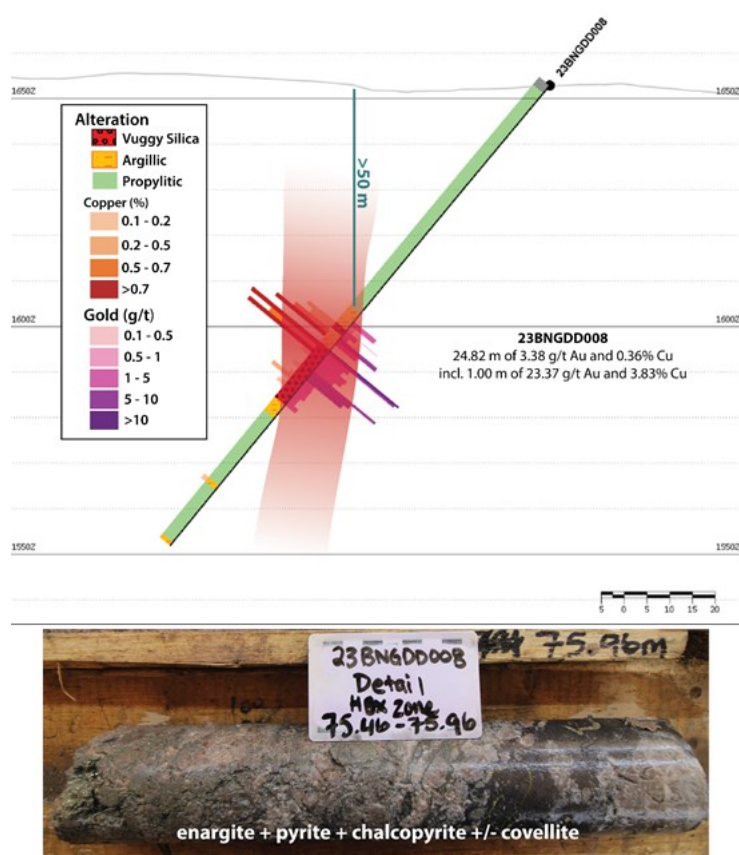 23BNGDD008
1650Z
1650Z
Alteration
Vuggy Silica
Argillic
Propylitic
Copper (%)
0.1 - 0.2
0.2 - 0.5
0.5 - 0.7
>0.7
Gold (g/t)
0.1 - 0.5
0.5 - 1
1 - 5
5 - 10
>10
>50 m
1600Z
1600Z
23BNGDD008
24.82 m of 3.38 g/t Au and 0.36% Cu
incl. 1.00 m of 23.37 g/t Au and 3.83% Cu
1550Z
1550Z
5 0 5 10 15 20
75.96m
23BNGDD008
Detail
HBx Zone
75.46-75.96
enargite + pyrite + chalcopyrite +/- covellite